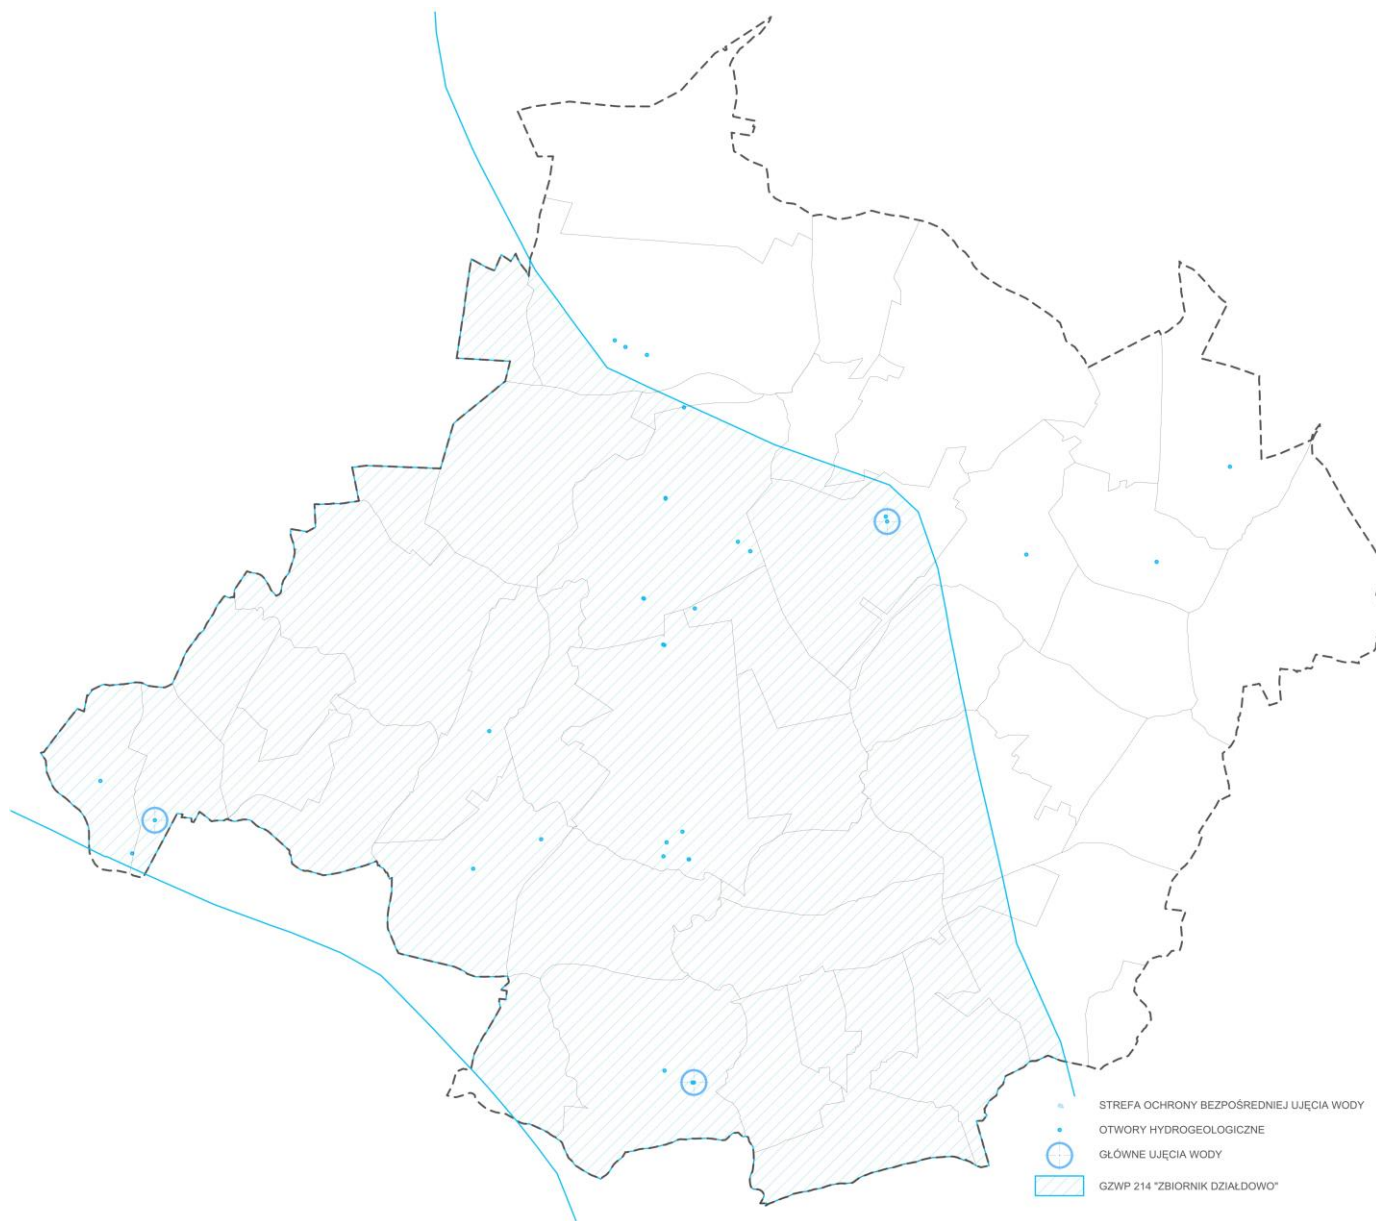 STREFA OCHRONY BEZPOŚREDNIEJ UJĘCIA WODY
OTWORY HYDROGEOLOGICZNE
GŁÓWNE UJĘCIA WODY
GZWP 214 "ZBIORNIK DZIAŁDOWO"